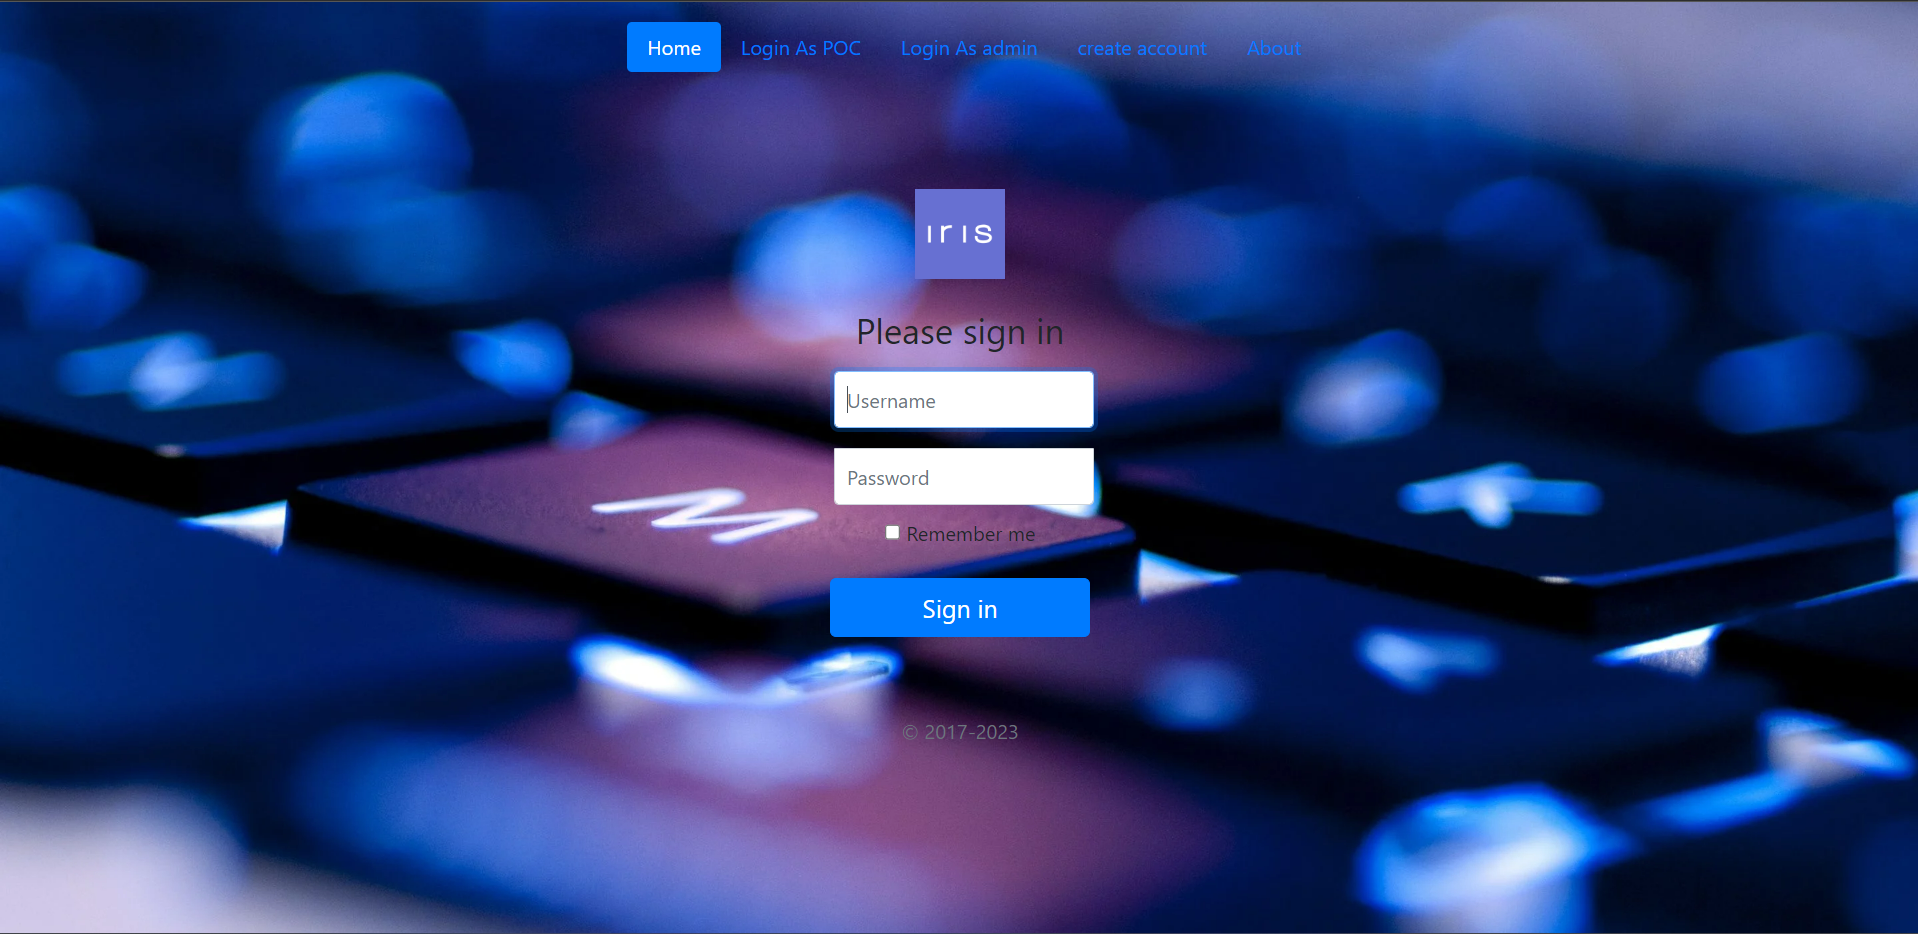 Home Login As POC Login As admin create account About
ırıs
Please sign in
Username
Password
Remember me
M
Sign in
© 2017-2023